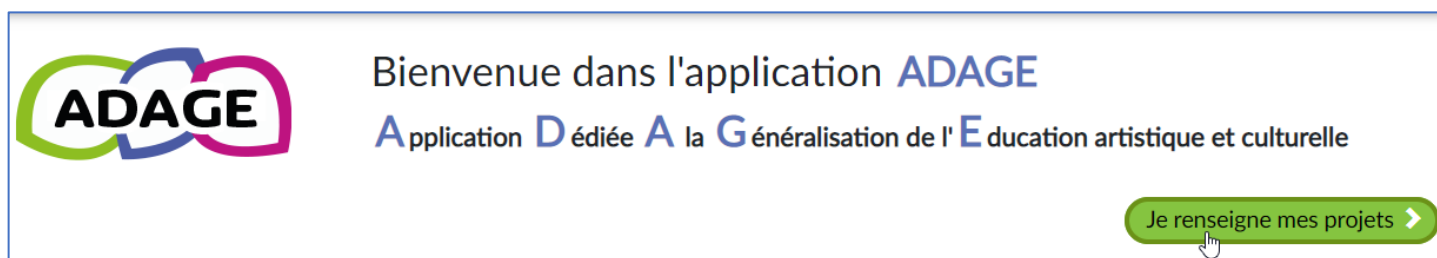 ADAGE
Bienvenue dans l'application ADAGE
Application Dédiée A la Généralisation de l'Education artistique et culturelle
Je renseigne mes projets